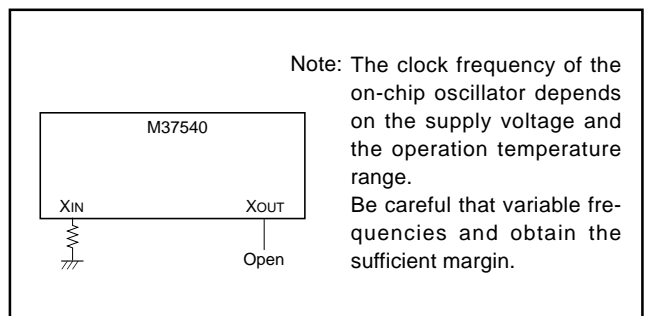 Note: The clock frequency of the
on-chip oscillator depends
on the supply voltage and
the operation temperature
range.
Be careful that variable fre-
quencies and obtain the
sufficient margin.
M37540
XIN
XOUT
Open